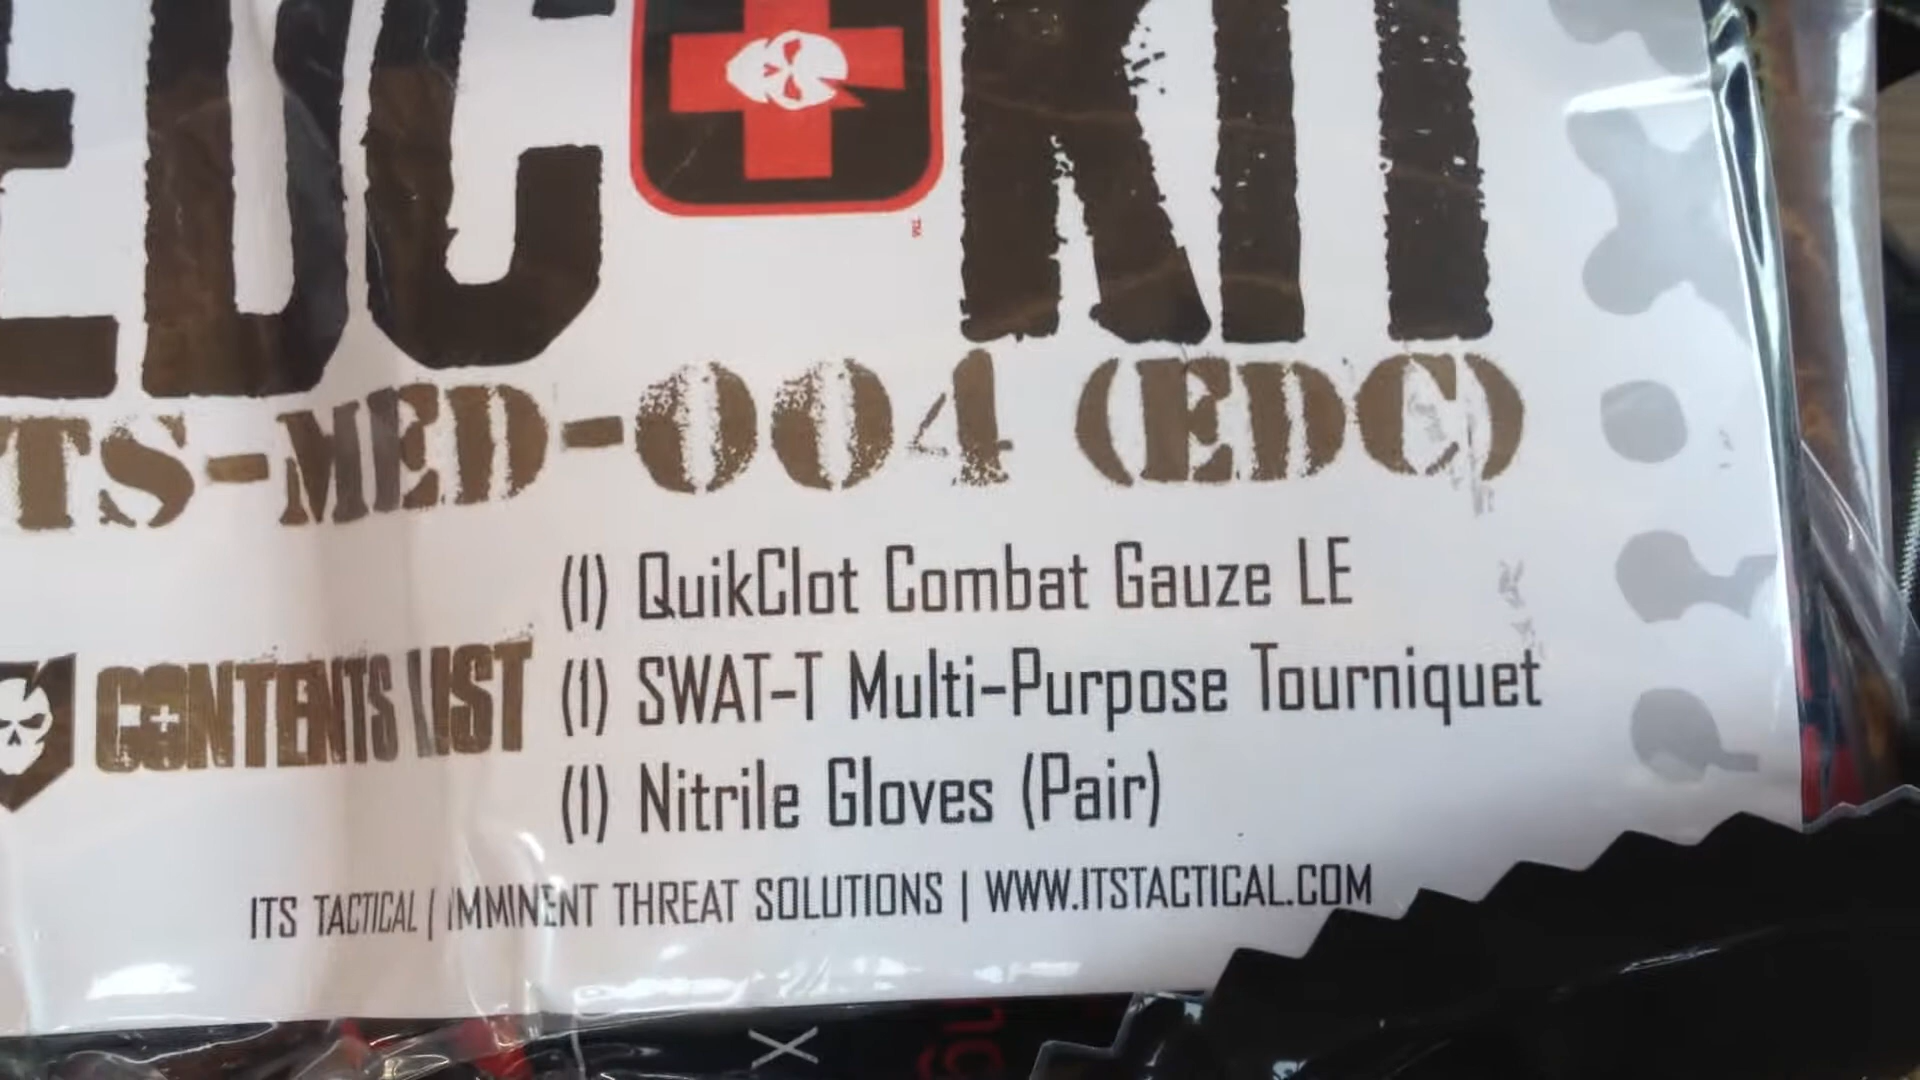 EDC KIT
TS-MED-004 (EDC)
CONTENTS LIST
(1) QuikClot Combat Gauze LE
(1) SWAT-T Multi-Purpose Tourniquet
(1) Nitrile Gloves (Pair)
ITS TACTICAL | IMMINENT THREAT SOLUTIONS | WWW.ITSTACTICAL.COM